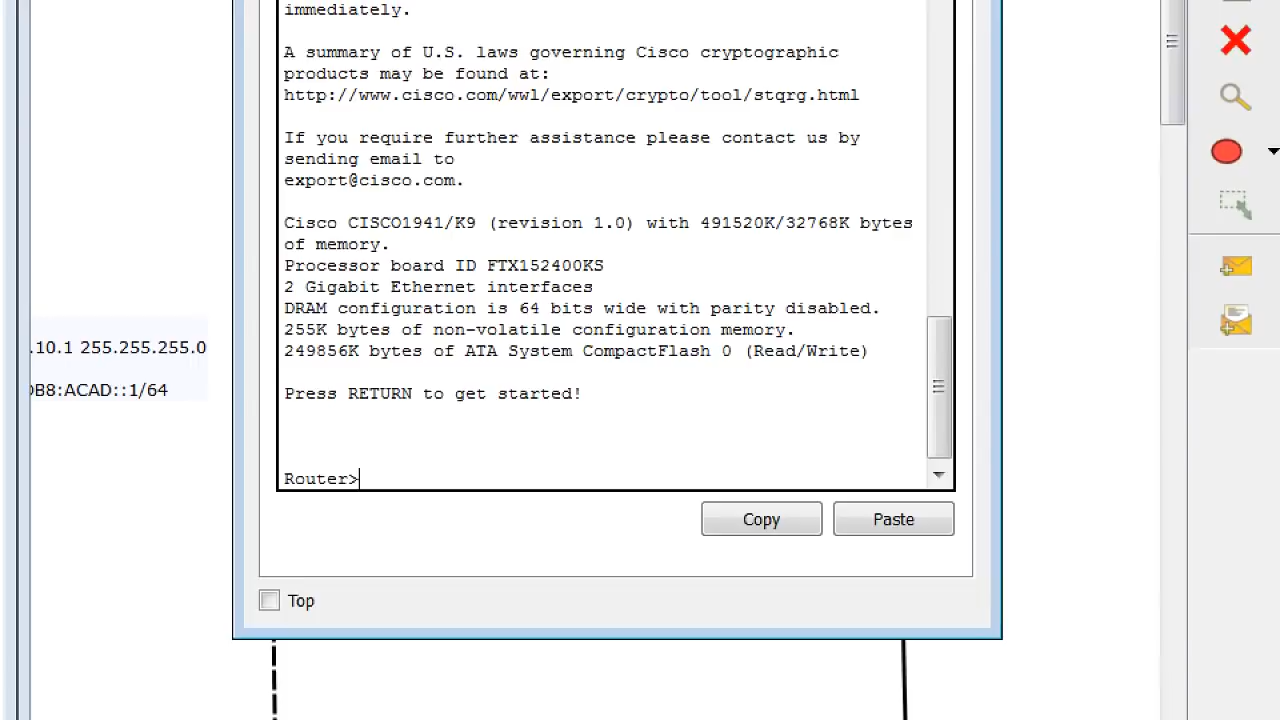 immediately.
A summary of U.S. laws governing Cisco cryptographic
products may be found at:
http://www.cisco.com/wwl/export/crypto/tool/stqrg.html
If you require further assistance please contact us by
sending email to
export@cisco.com.
Cisco CISCO1941/K9 (revision 1.0) with 491520K/32768K bytes
of memory.
Processor board ID FTX152400KS
2 Gigabit Ethernet interfaces
DRAM configuration is 64 bits wide with parity disabled.
255K bytes of non-volatile configuration memory.
249856K bytes of ATA System CompactFlash 0 (Read/Write)
Press RETURN to get started!
Router>
.10.1 255.255.255.0
DB8:ACAD::1/64
Copy
Paste
Top